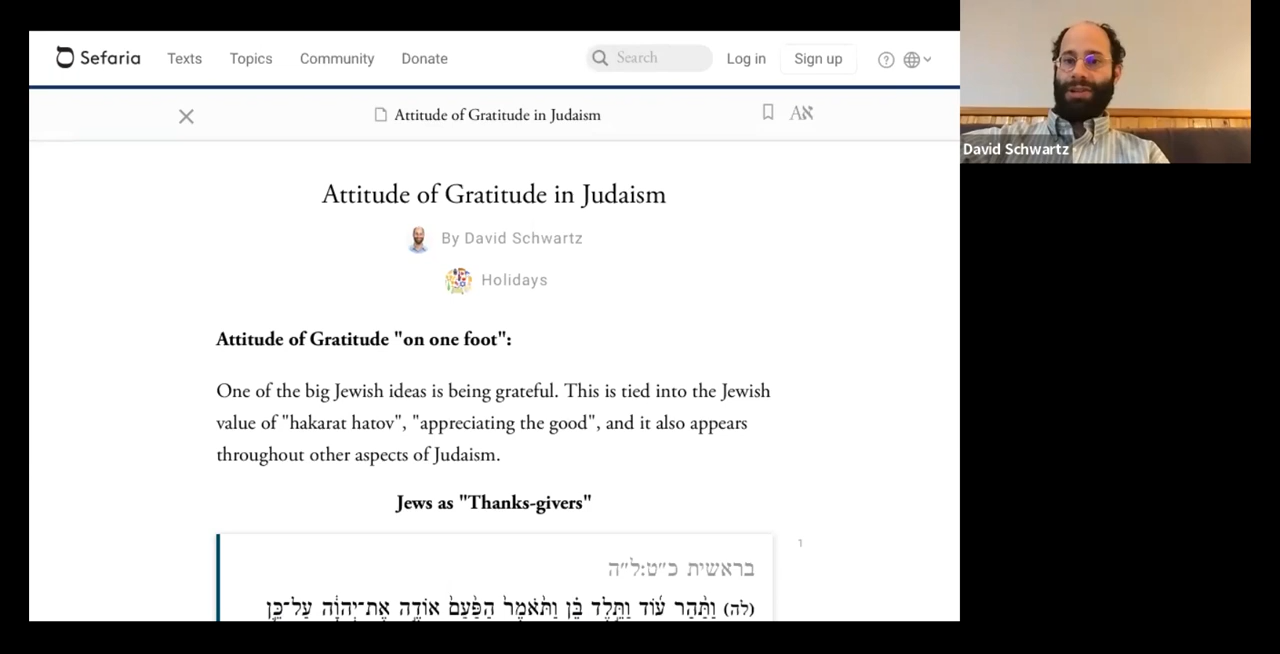 Sefaria Texts Topics Community Donate Search Log in Sign up
Attitude of Gratitude in Judaism Aא
Attitude of Gratitude in Judaism
By David Schwartz
Holidays
Attitude of Gratitude "on one foot":
One of the big Jewish ideas is being grateful. This is tied into the Jewish
value of "hakarat hatov", "appreciating the good", and it also appears
throughout other aspects of Judaism.
Jews as "Thanks-givers"
1
בראשית כ״ט:ל״ה
(לה) וַתַּ֨הַר ע֜וֹד וַתֵּ֣לֶד בֵּ֗ן וַתֹּ֙אמֶר֙ הַפַּ֙עַם֙ אוֹדֶ֣ה אֶת־יְהֹוָ֔ה עַל־כֵּ֛ן
David Schwartz